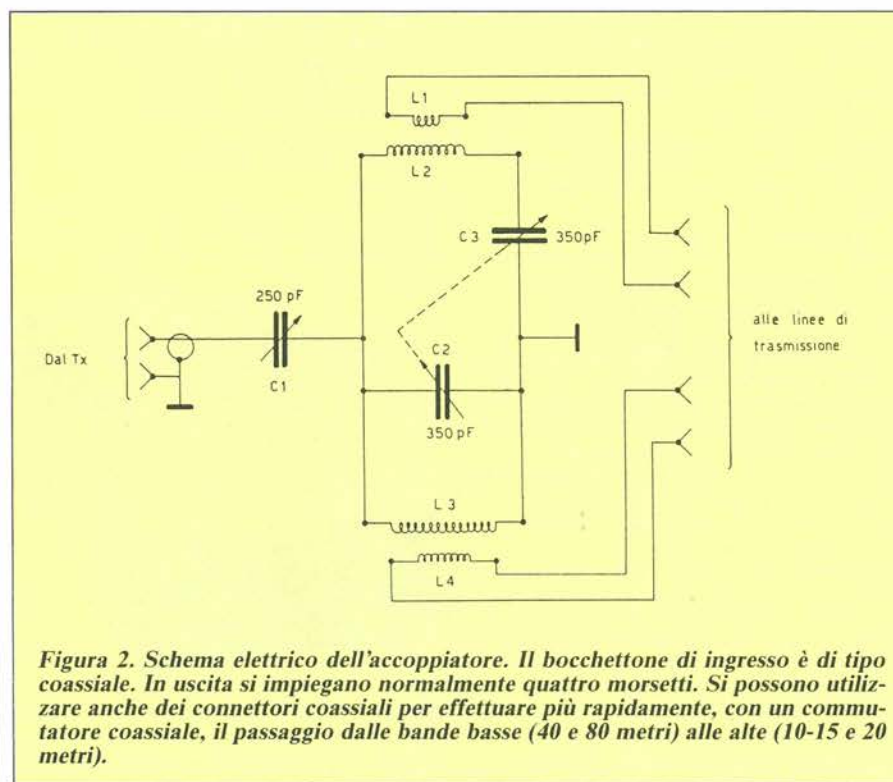 L1
L2
C3
350pF
250 pF
alle linee di
trasmissione
Dal Tx
C2
C1
350 pF
L3
L4
Figura 2. Schema elettrico dell'accoppiatore. Il bocchettone di ingresso è di tipo
coassiale. In uscita si impiegano normalmente quattro morsetti. Si possono utiliz-
zare anche dei connettori coassiali per effettuare più rapidamente, con un commu-
tatore coassiale, il passaggio dalle bande basse (40 e 80 metri) alle alte (10-15 e 20
metri).